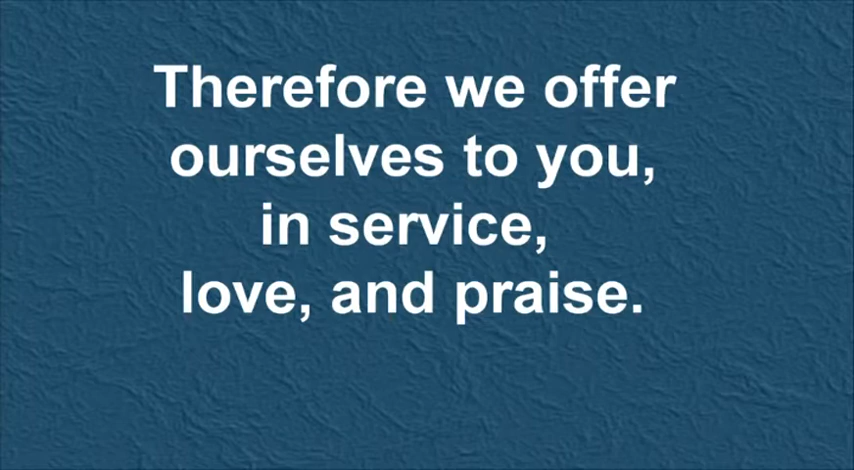 Therefore we offer
ourselves to you,
in service,
love, and praise.